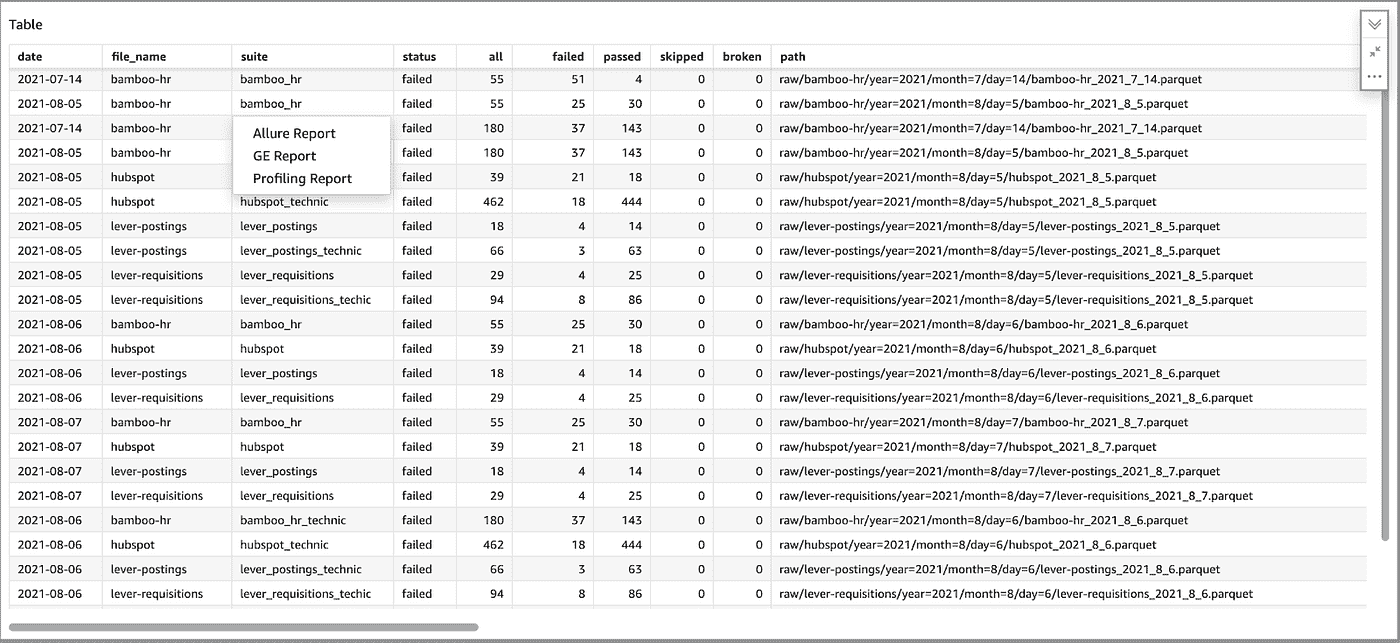 Table
date file_name suite status all failed passed skipped broken path
2021-07-14 bamboo-hr bamboo_hr failed 55 51 4 0 0 raw/bamboo-hr/year=2021/month=7/day=14/bamboo-hr_2021_7_14.parquet
2021-08-05 bamboo-hr bamboo_hr failed 55 25 30 0 0 raw/bamboo-hr/year=2021/month=8/day=5/bamboo-hr_2021_8_5.parquet
2021-07-14 bamboo-hr failed 180 37 143 0 0 raw/bamboo-hr/year=2021/month=7/day=14/bamboo-hr_2021_7_14.parquet
Allure Report
2021-08-05 bamboo-hr failed 180 37 143 0 0 raw/bamboo-hr/year=2021/month=8/day=5/bamboo-hr_2021_8_5.parquet
GE Report
2021-08-05 hubspot failed 39 21 18 0 0 raw/hubspot/year=2021/month=8/day=5/hubspot_2021_8_5.parquet
Profiling Report
2021-08-05 hubspot hubspot_technic failed 462 18 444 0 0 raw/hubspot/year=2021/month=8/day=5/hubspot_2021_8_5.parquet
2021-08-05 lever-postings lever_postings failed 18 4 14 0 0 raw/lever-postings/year=2021/month=8/day=5/lever-postings_2021_8_5.parquet
2021-08-05 lever-postings lever_postings_technic failed 66 3 63 0 0 raw/lever-postings/year=2021/month=8/day=5/lever-postings_2021_8_5.parquet
2021-08-05 lever-requisitions lever_requisitions failed 29 4 25 0 0 raw/lever-requisitions/year=2021/month=8/day=5/lever-requisitions_2021_8_5.parquet
2021-08-05 lever-requisitions lever_requisitions_techic failed 94 8 86 0 0 raw/lever-requisitions/year=2021/month=8/day=5/lever-requisitions_2021_8_5.parquet
2021-08-06 bamboo-hr bamboo_hr failed 55 25 30 0 0 raw/bamboo-hr/year=2021/month=8/day=6/bamboo-hr_2021_8_6.parquet
2021-08-06 hubspot hubspot failed 39 21 18 0 0 raw/hubspot/year=2021/month=8/day=6/hubspot_2021_8_6.parquet
2021-08-06 lever-postings lever_postings failed 18 4 14 0 0 raw/lever-postings/year=2021/month=8/day=6/lever-postings_2021_8_6.parquet
2021-08-06 lever-requisitions lever_requisitions failed 29 4 25 0 0 raw/lever-requisitions/year=2021/month=8/day=6/lever-requisitions_2021_8_6.parquet
2021-08-07 bamboo-hr bamboo_hr failed 55 25 30 0 0 raw/bamboo-hr/year=2021/month=8/day=7/bamboo-hr_2021_8_7.parquet
2021-08-07 hubspot hubspot failed 39 21 18 0 0 raw/hubspot/year=2021/month=8/day=7/hubspot_2021_8_7.parquet
2021-08-07 lever-postings lever_postings failed 18 4 14 0 0 raw/lever-postings/year=2021/month=8/day=7/lever-postings_2021_8_7.parquet
2021-08-07 lever-requisitions lever_requisitions failed 29 4 25 0 0 raw/lever-requisitions/year=2021/month=8/day=7/lever-requisitions_2021_8_7.parquet
2021-08-06 bamboo-hr bamboo_hr_technic failed 180 37 143 0 0 raw/bamboo-hr/year=2021/month=8/day=6/bamboo-hr_2021_8_6.parquet
2021-08-06 hubspot hubspot_technic failed 462 18 444 0 0 raw/hubspot/year=2021/month=8/day=6/hubspot_2021_8_6.parquet
2021-08-06 lever-postings lever_postings_technic failed 66 3 63 0 0 raw/lever-postings/year=2021/month=8/day=6/lever-postings_2021_8_6.parquet
2021-08-06 lever-requisitions lever_requisitions_techic failed 94 8 86 0 0 raw/lever-requisitions/year=2021/month=8/day=6/lever-requisitions_2021_8_6.parquet